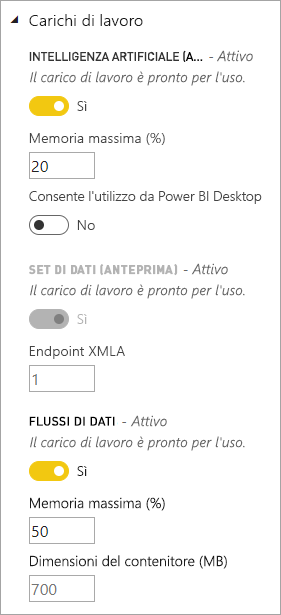 Carichi di lavoro
INTELLIGENZA ARTIFICIALE (A... - Attivo
Il carico di lavoro è pronto per l'uso.
Sì
Memoria massima (%)
20
Consente l'utilizzo da Power BI Desktop
No
SET DI DATI (ANTEPRIMA) - Attivo
Il carico di lavoro è pronto per l'uso.
Sì
Endpoint XMLA
1
FLUSSI DI DATI - Attivo
Il carico di lavoro è pronto per l'uso.
Sì
Memoria massima (%)
50
Dimensioni del contenitore (MB)
700